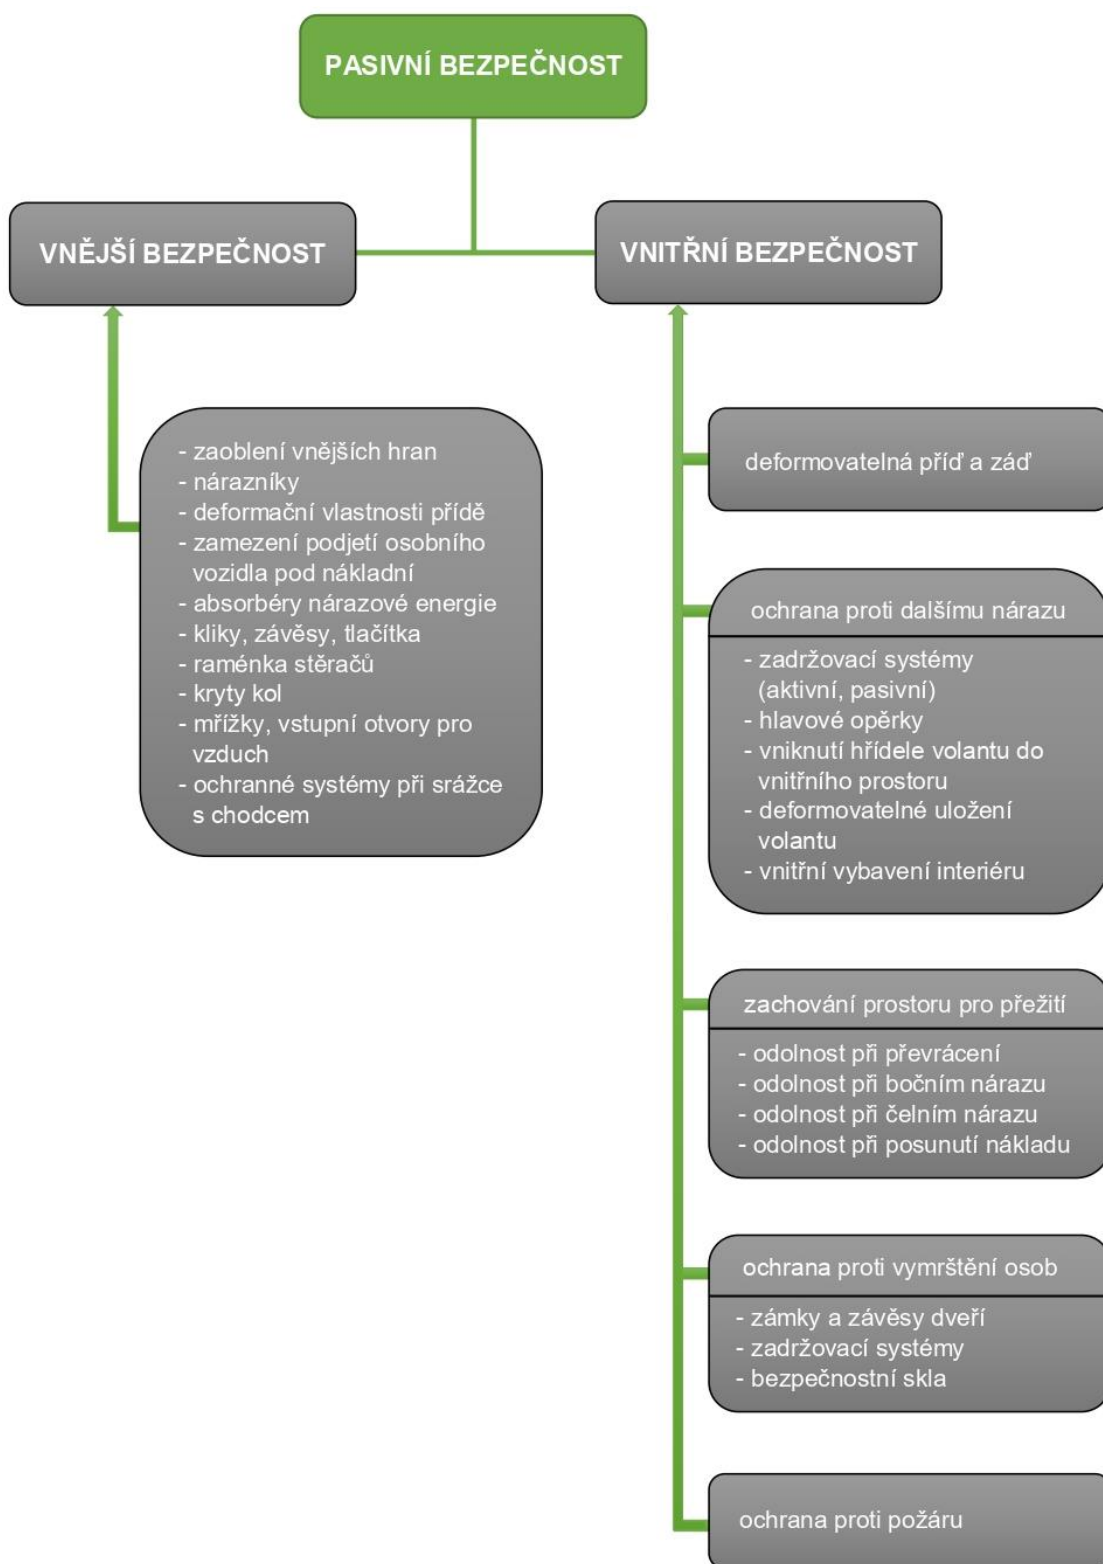 PASIVNÍ BEZPEČNOST
VNĚJŠÍ BEZPEČNOST
VNITŘNÍ BEZPEČNOST
- zaoblení vnějších hran
- nárazníky
- deformační vlastnosti přídě
- zamezení podjetí osobního
vozidla pod nákladní
- absorbéry nárazové energie
- kliky, závěsy, tlačítka
- raménka stěračů
- kryty kol
- mřížky, vstupní otvory pro
vzduch
- ochranné systémy při srážce
s chodcem
deformovatelná příď a záď
ochrana proti dalšímu nárazu
- zadržovací systémy
(aktivní, pasivní)
- hlavové opěrky
- vniknutí hřídele volantu do
vnitřního prostoru
- deformovatelné uložení
volantu
- vnitřní vybavení interiéru
zachování prostoru pro přežití
- odolnost při převrácení
- odolnost při bočním nárazu
- odolnost při čelním nárazu
- odolnost při posunutí nákladu
ochrana proti vymrštění osob
- zámky a závěsy dveří
- zadržovací systémy
- bezpečnostní skla
ochrana proti požáru